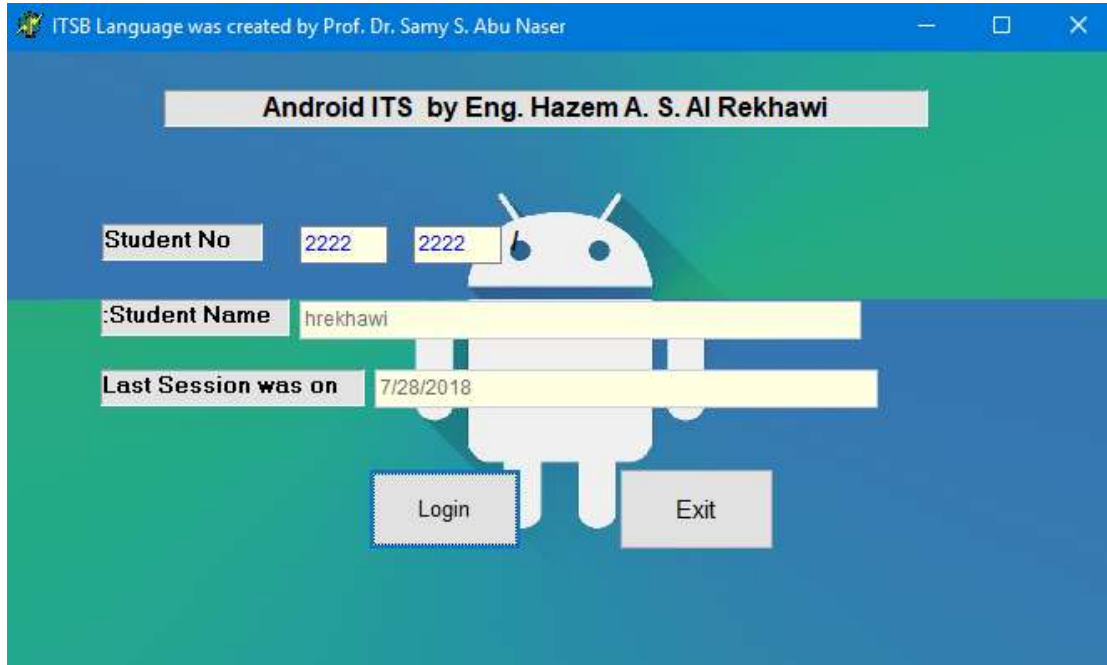 ITSB Language was created by Prof. Dr. Samy S. Abu Naser
Android ITS by Eng. Hazem A. S. Al Rekhawi
Student No 2222 2222 /
:Student Name hrekhawi
Last Session was on 7/28/2018
Login Exit